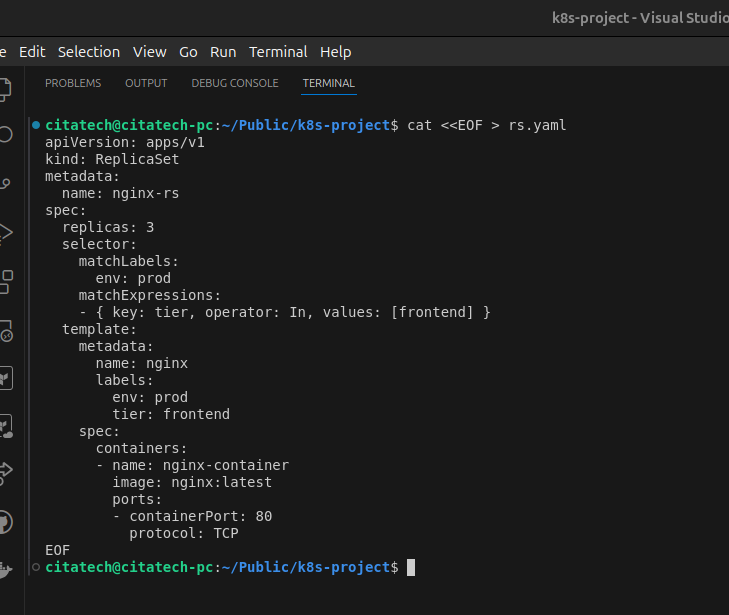 k8s-project - Visual Studio
Edit Selection View Go Run Terminal Help
PROBLEMS OUTPUT DEBUG CONSOLE TERMINAL
citatech@citatech-pc:~/Public/k8s-project$ cat <<EOF > rs.yaml
apiVersion: apps/v1
kind: ReplicaSet
metadata:
  name: nginx-rs
spec:
  replicas: 3
  selector:
    matchLabels:
      env: prod
    matchExpressions:
    - { key: tier, operator: In, values: [frontend] }
  template:
    metadata:
      name: nginx
      labels:
        env: prod
        tier: frontend
    spec:
      containers:
      - name: nginx-container
        image: nginx:latest
        ports:
        - containerPort: 80
          protocol: TCP
EOF
citatech@citatech-pc:~/Public/k8s-project$